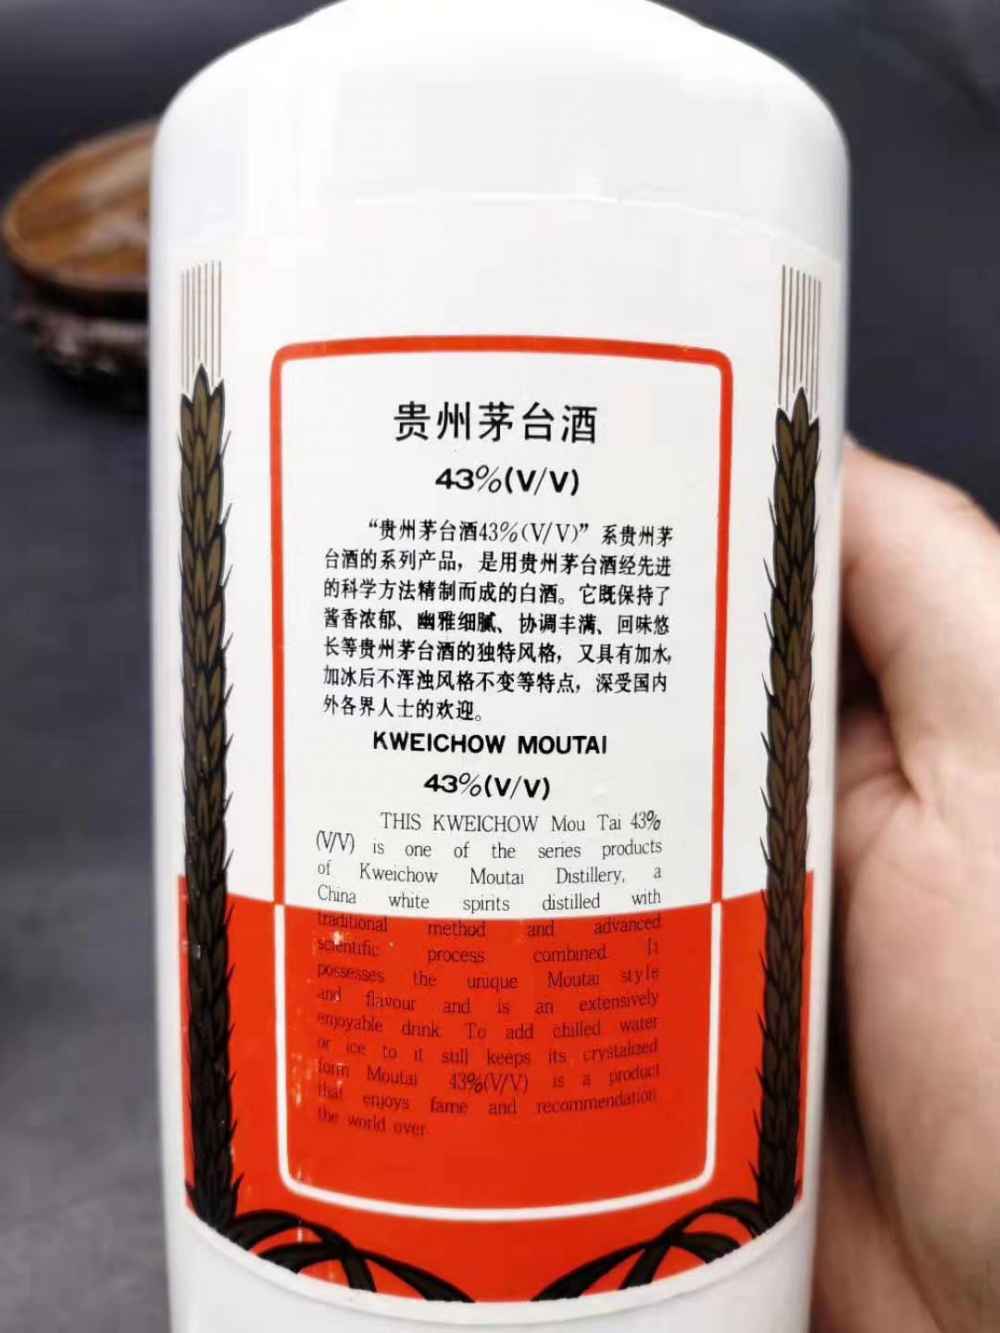 贵州茅台酒
43%(V/V)
“贵州茅台酒43%(V/V)”系贵州茅
台酒的系列产品，是用贵州茅台酒经先进
的科学方法精制而成的白酒。它既保持了
酱香浓郁、幽雅细腻、协调丰满、回味悠
长等贵州茅台酒的独特风格，又具有加水,
加冰后不浑浊风格不变等特点，深受国内
外各界人士的欢迎。
KWEICHOW MOUTAI
43%(V/V)
THIS KWEICHOW Mou Tai 43%
(V/V) is one of the series products
of Kweichow Moutai Distillery, a
China white spirits distilled with
traditional method and advanced
scientific process combined. It
possesses the unique Moutai style
and flavour and is an extensively
enjoyable drink. To add chilled water
or ice to it still keeps its crystalized
form Moutai 43%(V/V) is a product
that enjoys fame and recommendation
the world over.